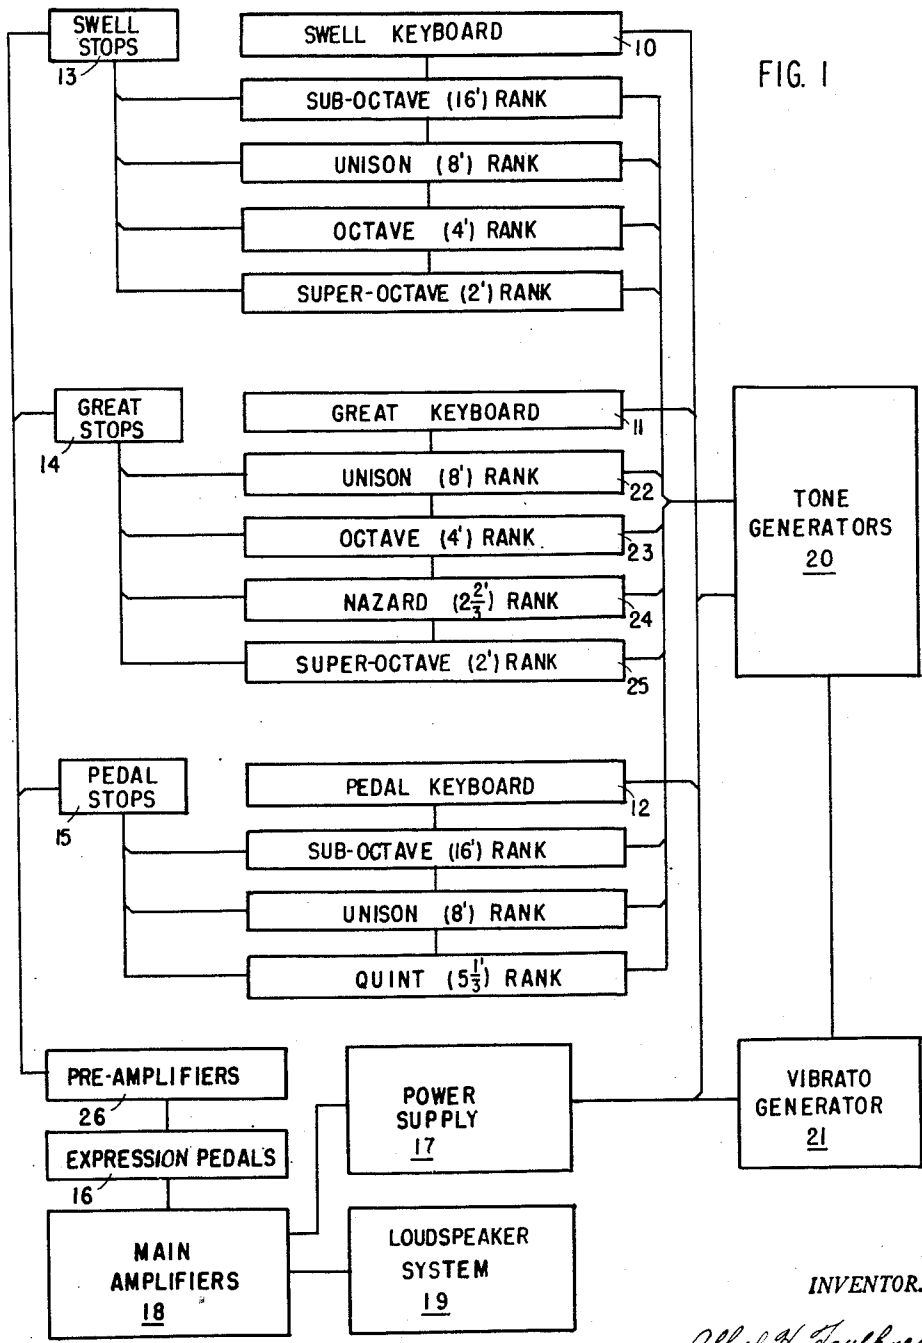 SWELL
STOPS
13
SWELL KEYBOARD
10
FIG. 1
SUB-OCTAVE (16') RANK
UNISON (8') RANK
OCTAVE (4') RANK
SUPER-OCTAVE (2') RANK
GREAT
STOPS
14
GREAT KEYBOARD
11
UNISON (8') RANK
22
OCTAVE (4') RANK
23
NAZARD (2 2/3') RANK
24
SUPER-OCTAVE (2') RANK
25
TONE
GENERATORS
20
PEDAL
STOPS
15
PEDAL KEYBOARD
12
SUB-OCTAVE (16') RANK
UNISON (8') RANK
QUINT (5 1/3') RANK
PRE-AMPLIFIERS
26
EXPRESSION PEDALS
16
MAIN
AMPLIFIERS
18
POWER
SUPPLY
17
LOUDSPEAKER
SYSTEM
19
VIBRATO
GENERATOR
21
INVENTOR.